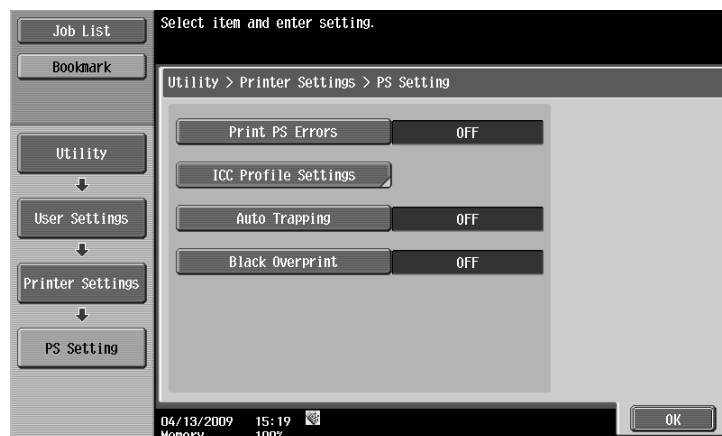 Job List
Select item and enter setting.
Bookmark
Utility > Printer Settings > PS Setting
Print PS Errors OFF
Utility
ICC Profile Settings
User Settings
Auto Trapping OFF
Black Overprint OFF
Printer Settings
PS Setting
04/13/2009 15:19
Memory 100%
OK